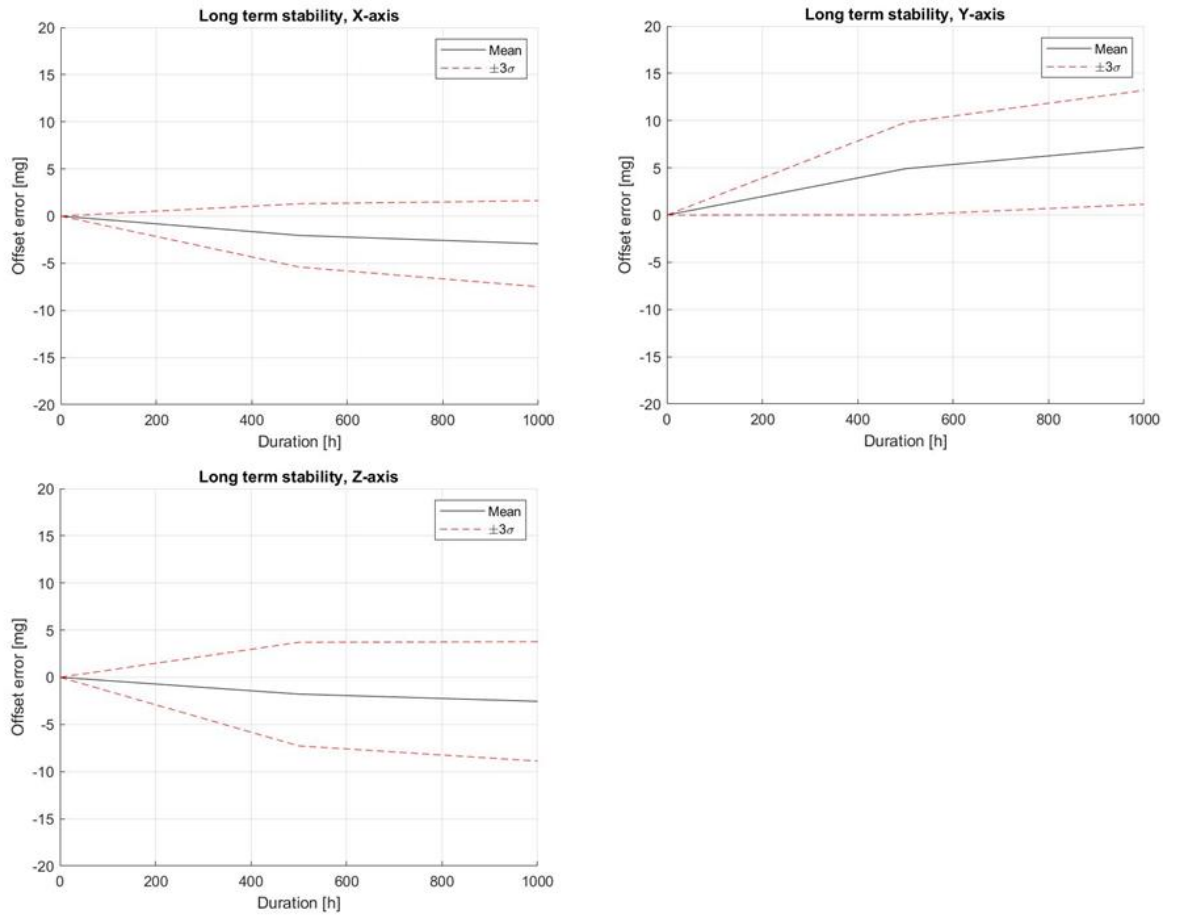 Long term stability, X-axis
Mean
±3σ
20
15
10
5
0
-5
-10
-15
-20
Offset error [mg]
0 200 400 600 800 1000
Duration [h]
Long term stability, Y-axis
Mean
±3σ
20
15
10
5
0
-5
-10
-15
-20
Offset error [mg]
0 200 400 600 800 1000
Duration [h]
Long term stability, Z-axis
Mean
±3σ
20
15
10
5
0
-5
-10
-15
-20
Offset error [mg]
0 200 400 600 800 1000
Duration [h]